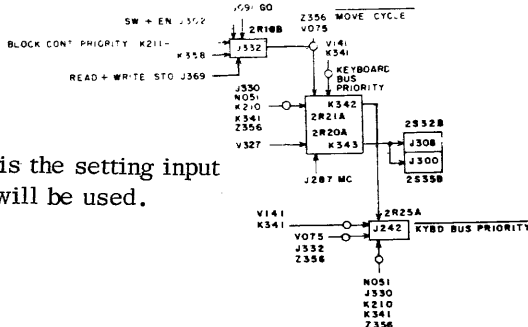 J091 GO
SW + EN J302
2R18B
Z356 MOVE CYCLE
V075
BLOCK CONT PRIORITY K211
J332
V141
K341
K358
KEYBOARD
BUS
PRIORITY
READ + WRITE STO J369
J330
N051
K210
K342
K341
Z356
2R21A
2R20A
2S32B
K343
J308
V327
J300
is the setting input
J287 MC
2S35B
will be used.
2R25A
V141
K341
J242
KYBD BUS PRIORITY
V075
J332
Z356
N051
J330
K210
K341
Z356